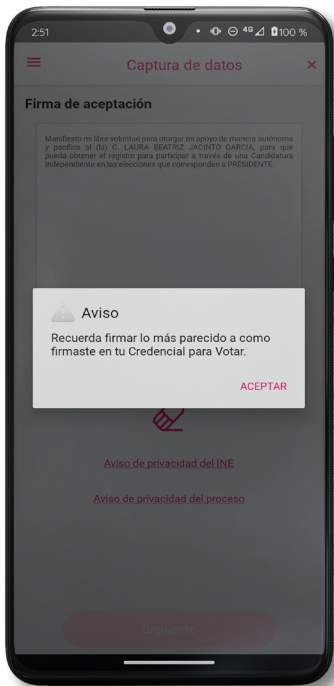 2:51
4G
100 %
Captura de datos
×
Firma de aceptación
Manifiesto mi libre voluntad para otorgar mi apoyo de manera autónoma
y pacífica al (la) C. LAURA BEATRIZ JACINTO GARCIA, para que
pueda obtener el registro para participar a través de una Candidatura
Independiente en las elecciones que corresponden a PRESIDENTE.
Aviso
Recuerda firmar lo más parecido a como
firmaste en tu Credencial para Votar.
ACEPTAR
Aviso de privacidad del INE
Aviso de privacidad del proceso
Siguiente